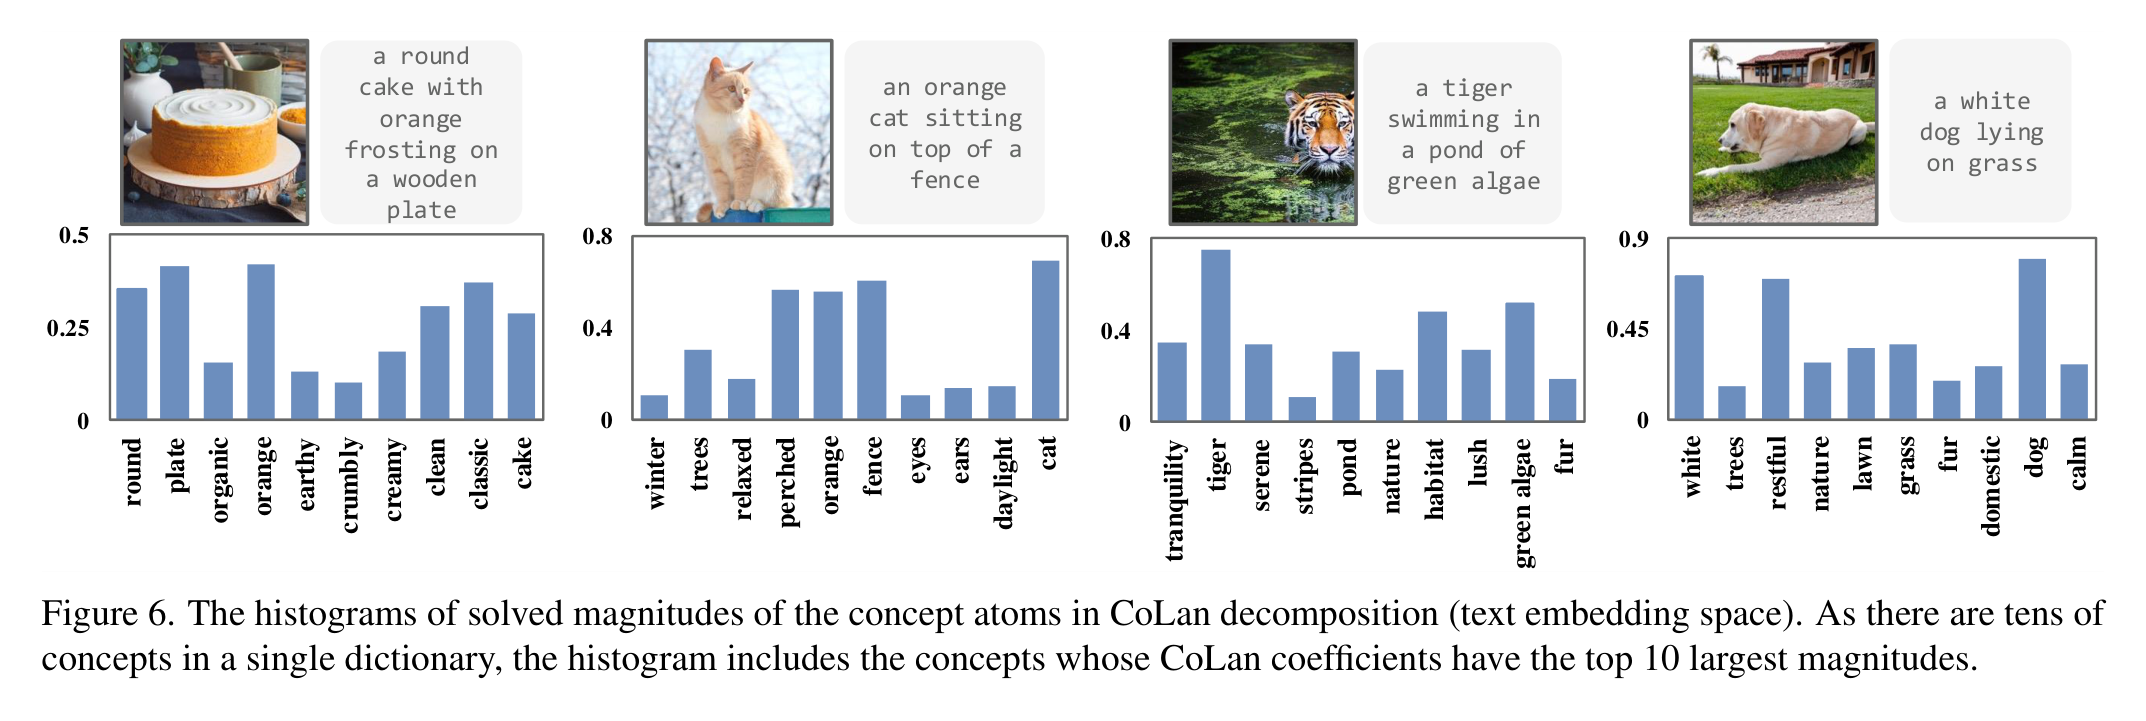 a round
cake with
orange
frosting on
a wooden
plate
an orange
cat sitting
on top of a
fence
a tiger
swimming in
a pond of
green algae
a white
dog lying
on grass
0.5
0.25
0
round
plate
organic
orange
earthy
crumbly
creamy
clean
classic
cake
0.8
0.4
0
winter
trees
relaxed
perched
orange
fence
eyes
ears
daylight
cat
0.8
0.4
0
tranquility
tiger
serene
stripes
pond
nature
habitat
lush
green algae
fur
0.9
0.45
0
white
trees
restful
nature
lawn
grass
fur
domestic
dog
calm
Figure 6. The histograms of solved magnitudes of the concept atoms in CoLan decomposition (text embedding space). As there are tens of
concepts in a single dictionary, the histogram includes the concepts whose CoLan coefficients have the top 10 largest magnitudes.